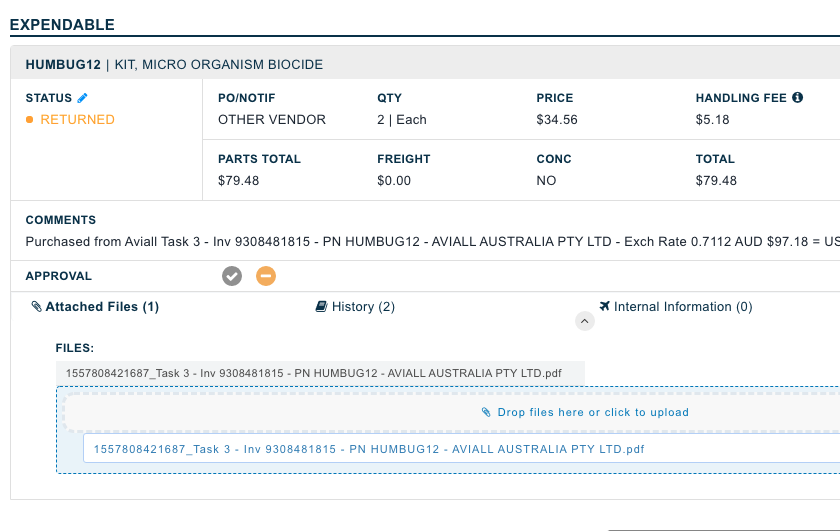 EXPENDABLE
HUMBUG12 | KIT, MICRO ORGANISM BIOCIDE
STATUS PO/NOTIF QTY PRICE HANDLING FEE
RETURNED OTHER VENDOR 2 | Each $34.56 $5.18
PARTS TOTAL FREIGHT CONC TOTAL
$79.48 $0.00 NO $79.48
COMMENTS
Purchased from Aviall Task 3 - Inv 9308481815 - PN HUMBUG12 - AVIALL AUSTRALIA PTY LTD - Exch Rate 0.7112 AUD $97.18 = US
APPROVAL
Attached Files (1) History (2) Internal Information (0)
FILES:
1557808421687_Task 3 - Inv 9308481815 - PN HUMBUG12 - AVIALL AUSTRALIA PTY LTD.pdf
Drop files here or click to upload
1557808421687_Task 3 - Inv 9308481815 - PN HUMBUG12 - AVIALL AUSTRALIA PTY LTD.pdf